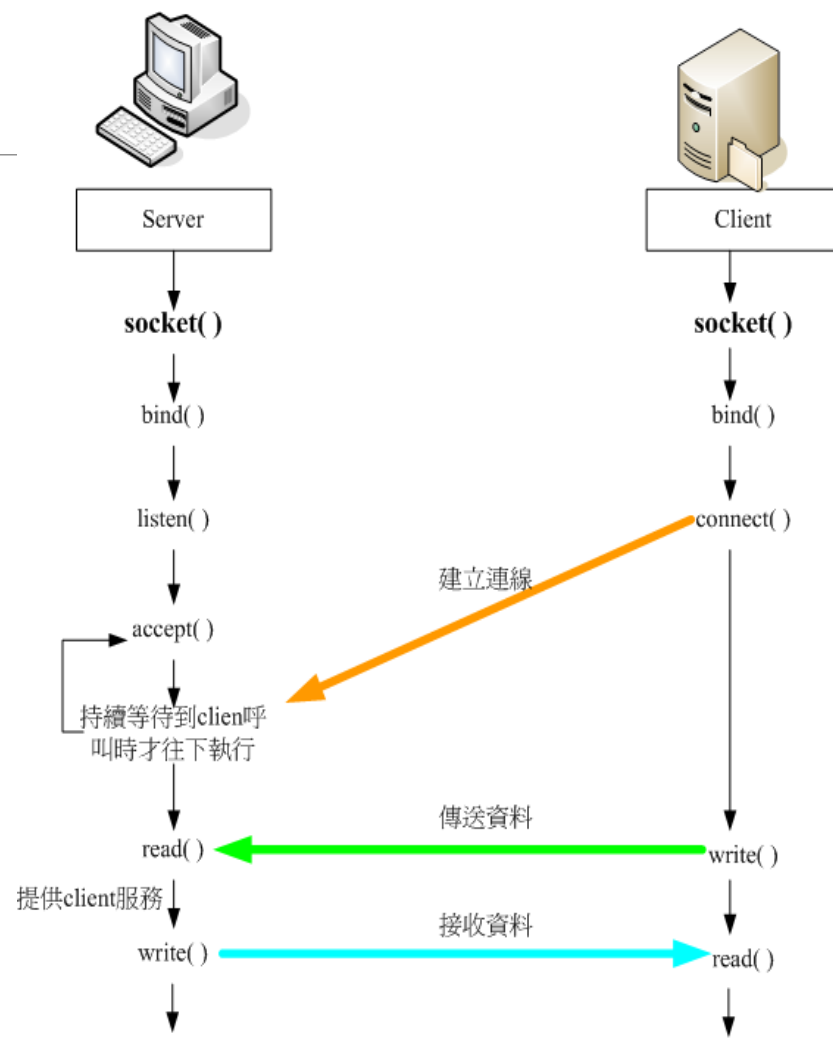 Server
Client
socket( )
socket( )
bind( )
bind( )
listen( )
connect( )
建立連線
accept( )
持續等待到clien呼
叫時才往下執行
傳送資料
read( )
write( )
提供client服務
接收資料
write( )
read( )